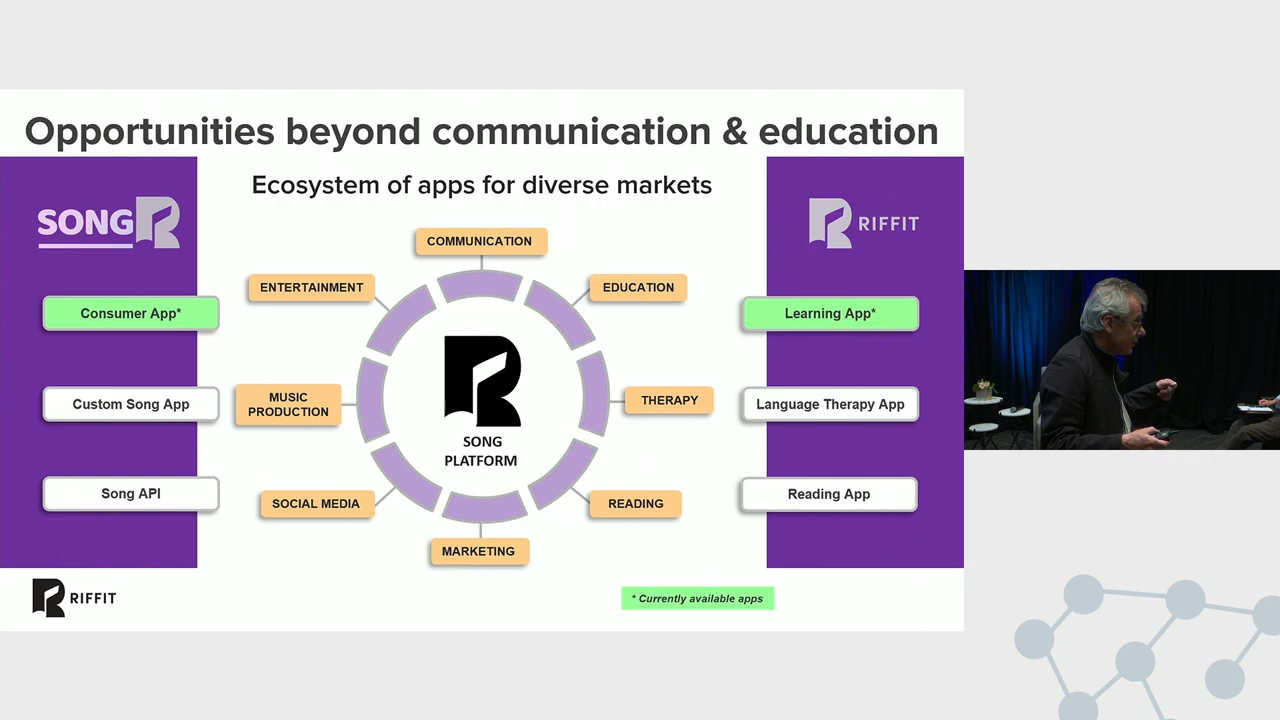 Opportunities beyond communication & education
Ecosystem of apps for diverse markets
SONGR
Consumer App*
Custom Song App
Song API
COMMUNICATION
ENTERTAINMENT
EDUCATION
MUSIC
PRODUCTION
THERAPY
SOCIAL MEDIA
READING
MARKETING
R
SONG
PLATFORM
R RIFFIT
Learning App*
Language Therapy App
Reading App
R RIFFIT
* Currently available apps